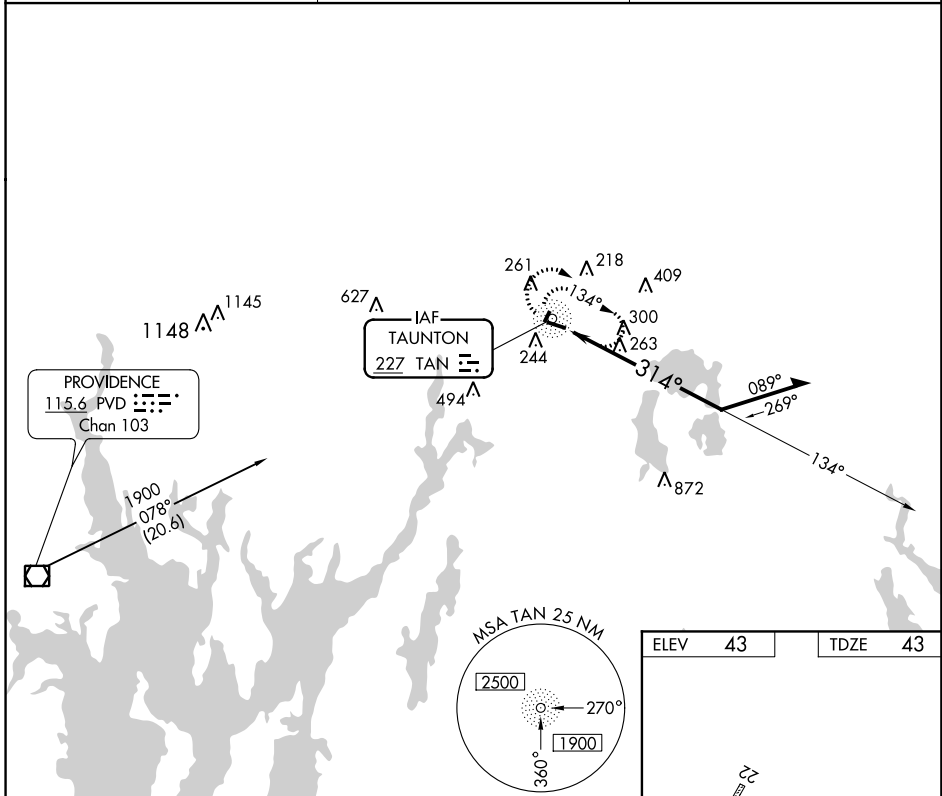 261
218
409
134°
300
263
1145
1148
627
IAF
TAUNTON
227 TAN
244
494
314°
089°
269°
134°
872
PROVIDENCE
115.6 PVD
Chan 103
1900
078°
(20.6)
MSA TAN 25 NM
2500
270°
1900
360°
ELEV 43
TDZE 43
22